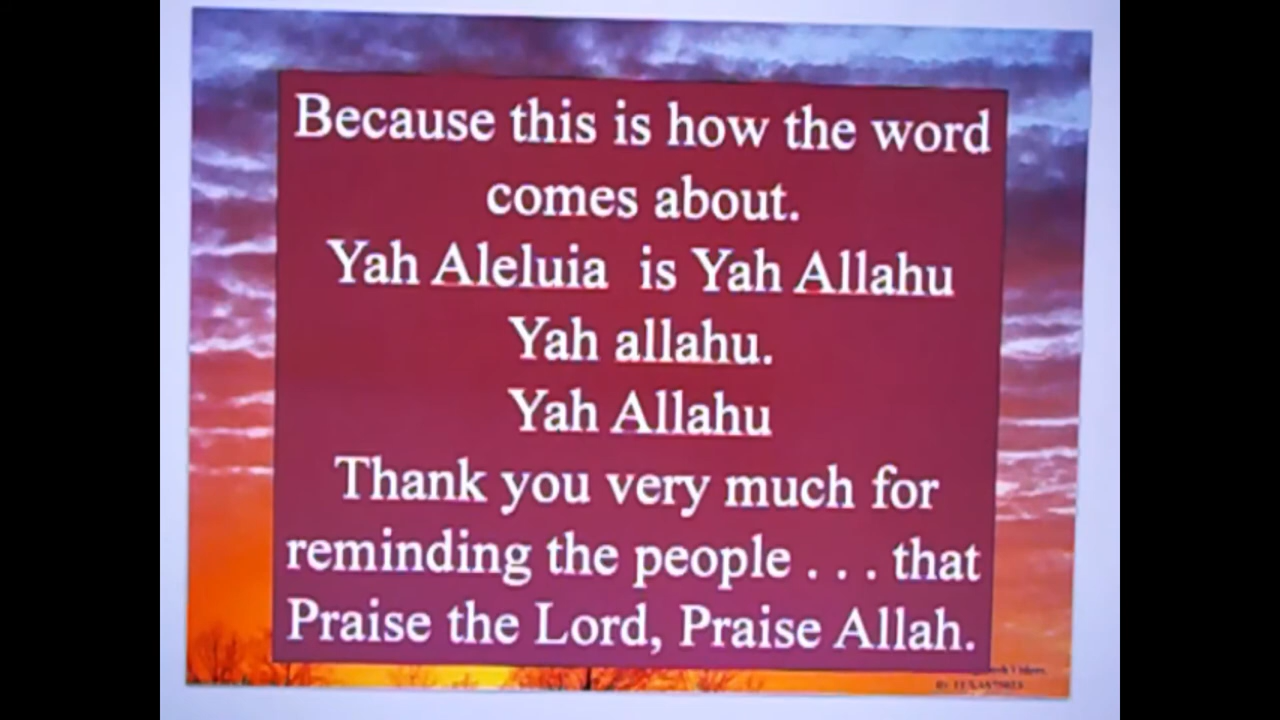 Because this is how the word
comes about.
Yah Aleluia is Yah Allahu
Yah allahu.
Yah Allahu
Thank you very much for
reminding the people . . . that
Praise the Lord, Praise Allah.